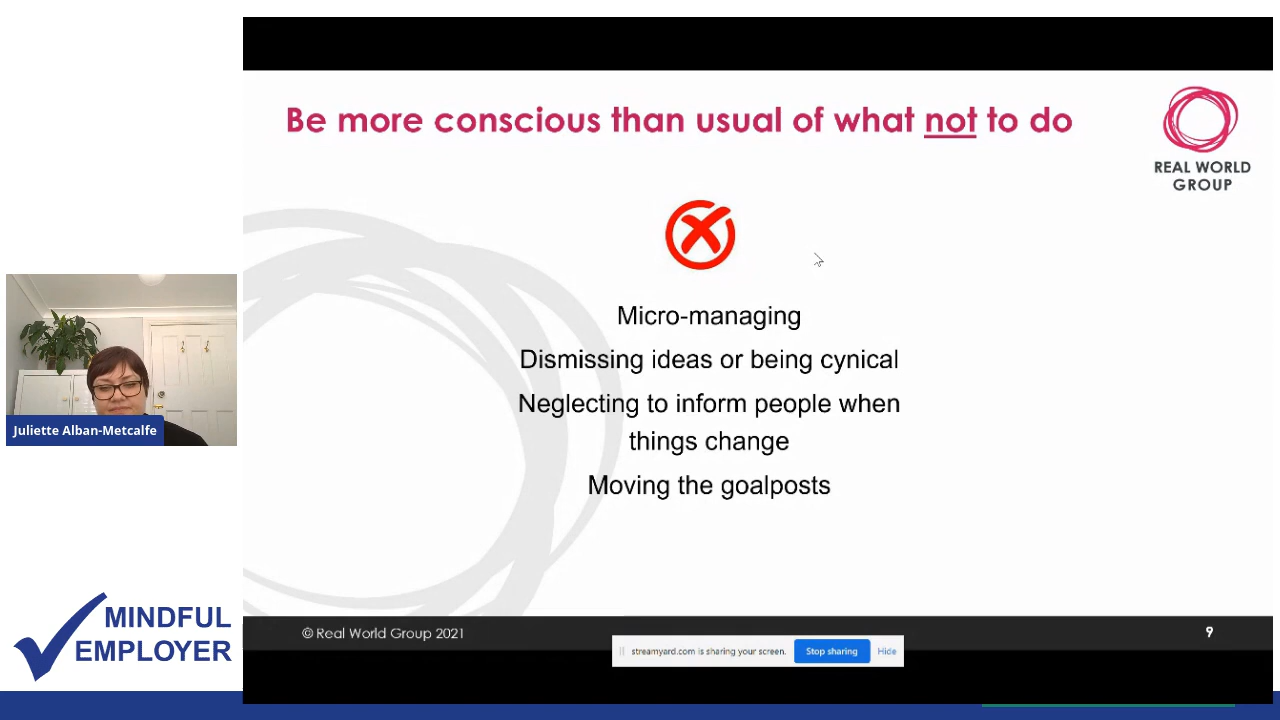 Be more conscious than usual of what not to do
REAL WORLD
GROUP
Micro-managing
Dismissing ideas or being cynical
Neglecting to inform people when
things change
Moving the goalposts
Juliette Alban-Metcalfe
MINDFUL
EMPLOYER
© Real World Group 2021
9
streamyard.com is sharing your screen.
Stop sharing
Hide